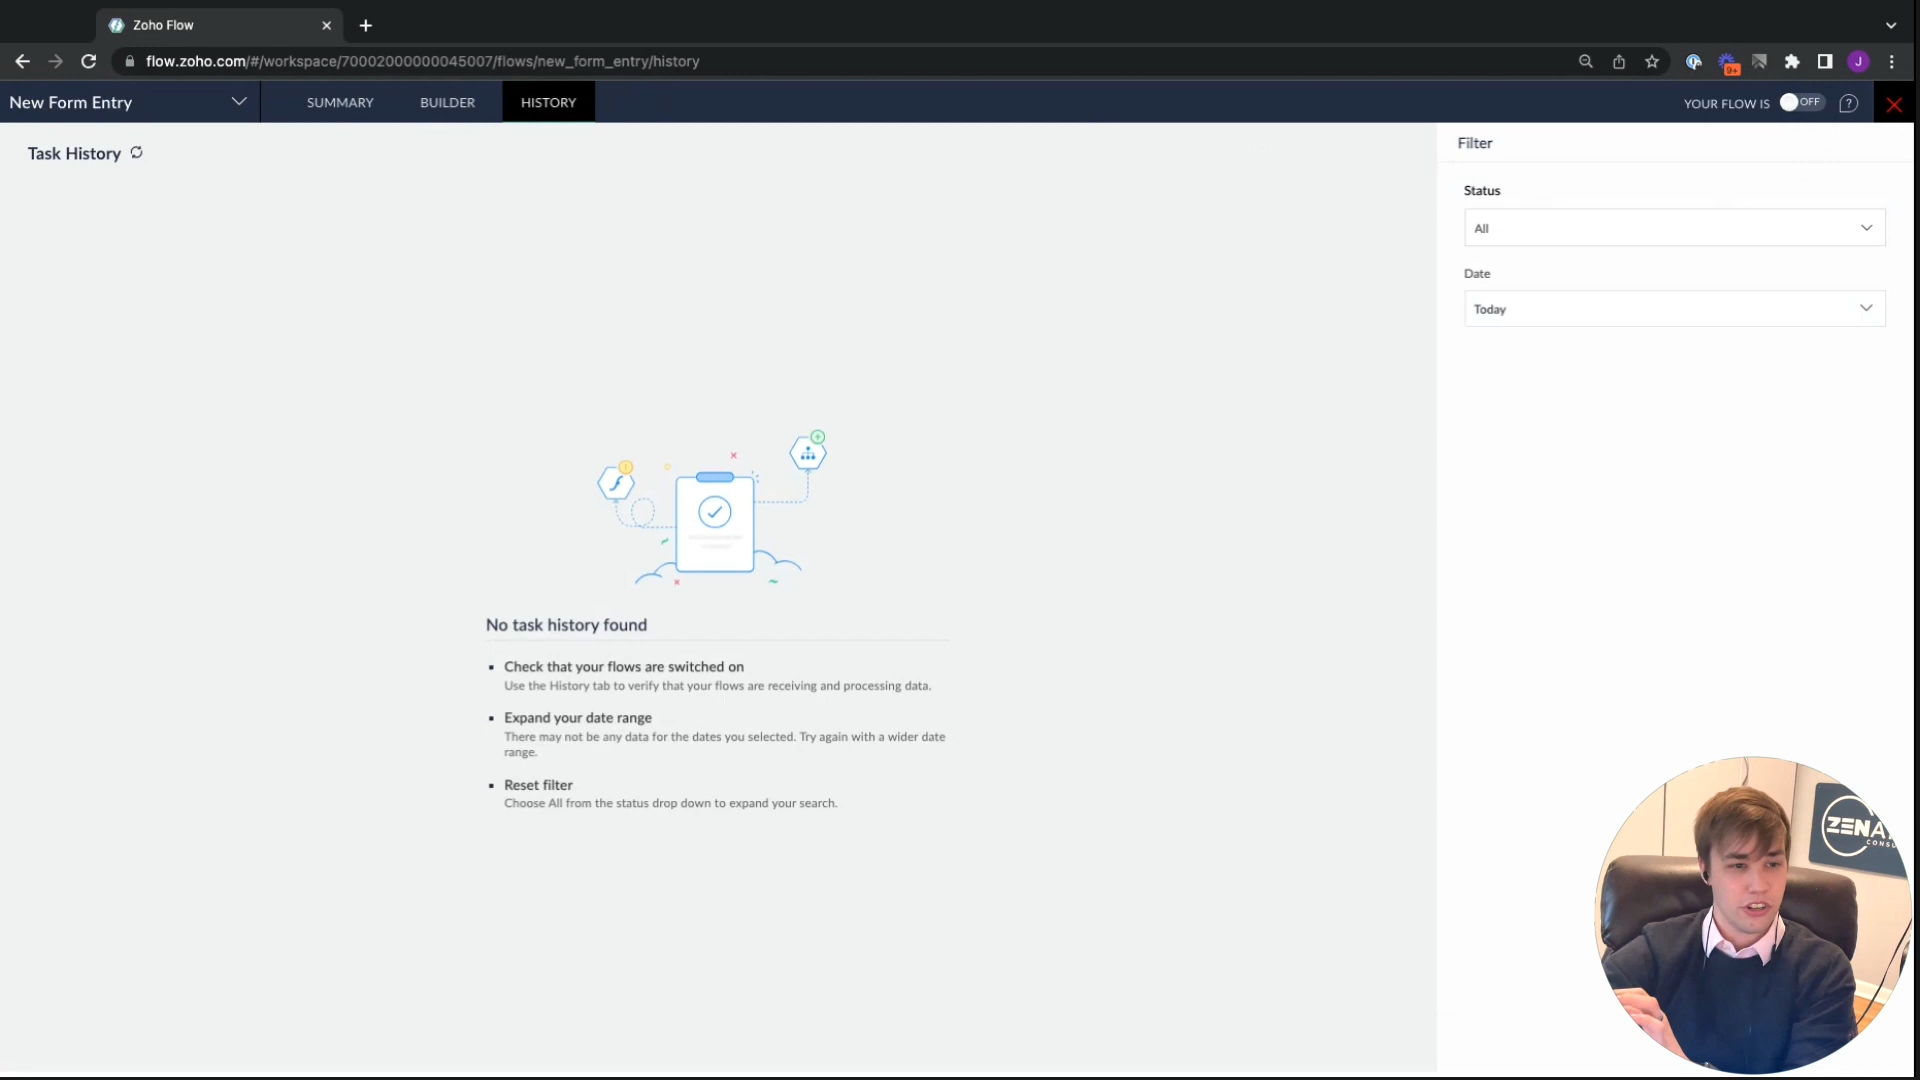 Zoho Flow
flow.zoho.com/#/workspace/70002000000045007/flows/new_form_entry/history
9+
J
New Form Entry
SUMMARY
BUILDER
HISTORY
YOUR FLOW IS
OFF
?
Task History
Filter
Status
All
Date
Today
No task history found
Check that your flows are switched on
Use the History tab to verify that your flows are receiving and processing data.
Expand your date range
There may not be any data for the dates you selected. Try again with a wider date
range.
Reset filter
Choose All from the status drop down to expand your search.
ZENA
CONSU